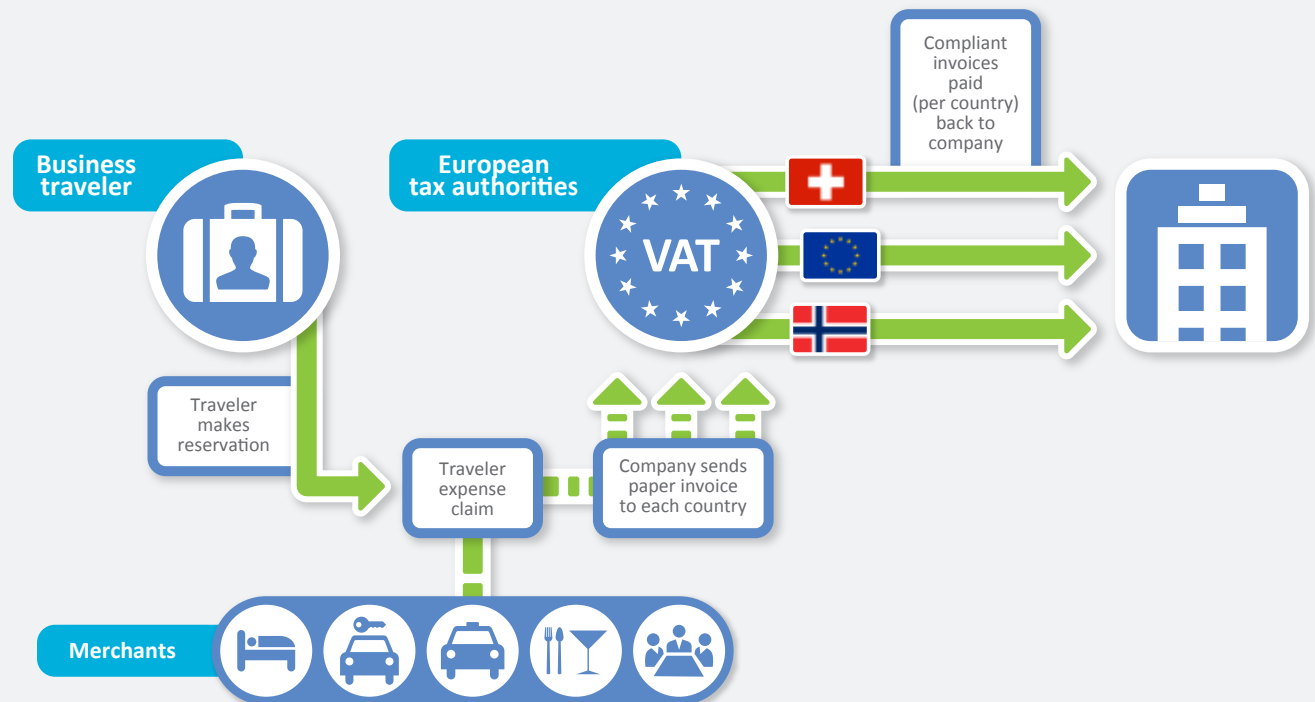 Compliant
invoices
paid
(per country)
back to
company
Business
traveler
European
tax authorities
VAT
Traveler
makes
reservation
Traveler
expense
claim
Company sends
paper invoice
to each country
Merchants